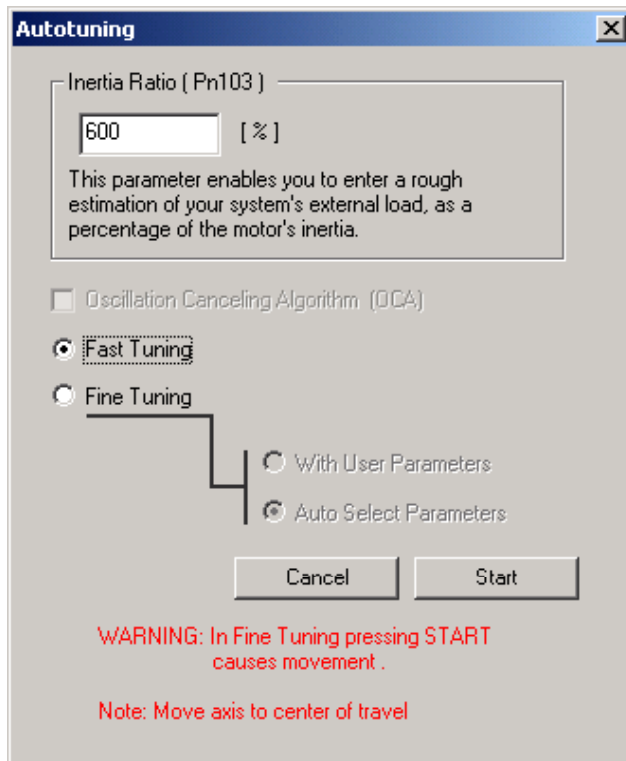 Autotuning
Inertia Ratio ( Pn103 )
600 [ % ]
This parameter enables you to enter a rough
estimation of your system's external load, as a
percentage of the motor's inertia.
Oscillation Canceling Algorithm (OCA)
Fast Tuning
Fine Tuning
With User Parameters
Auto Select Parameters
Cancel Start
WARNING: In Fine Tuning pressing START
causes movement .
Note: Move axis to center of travel